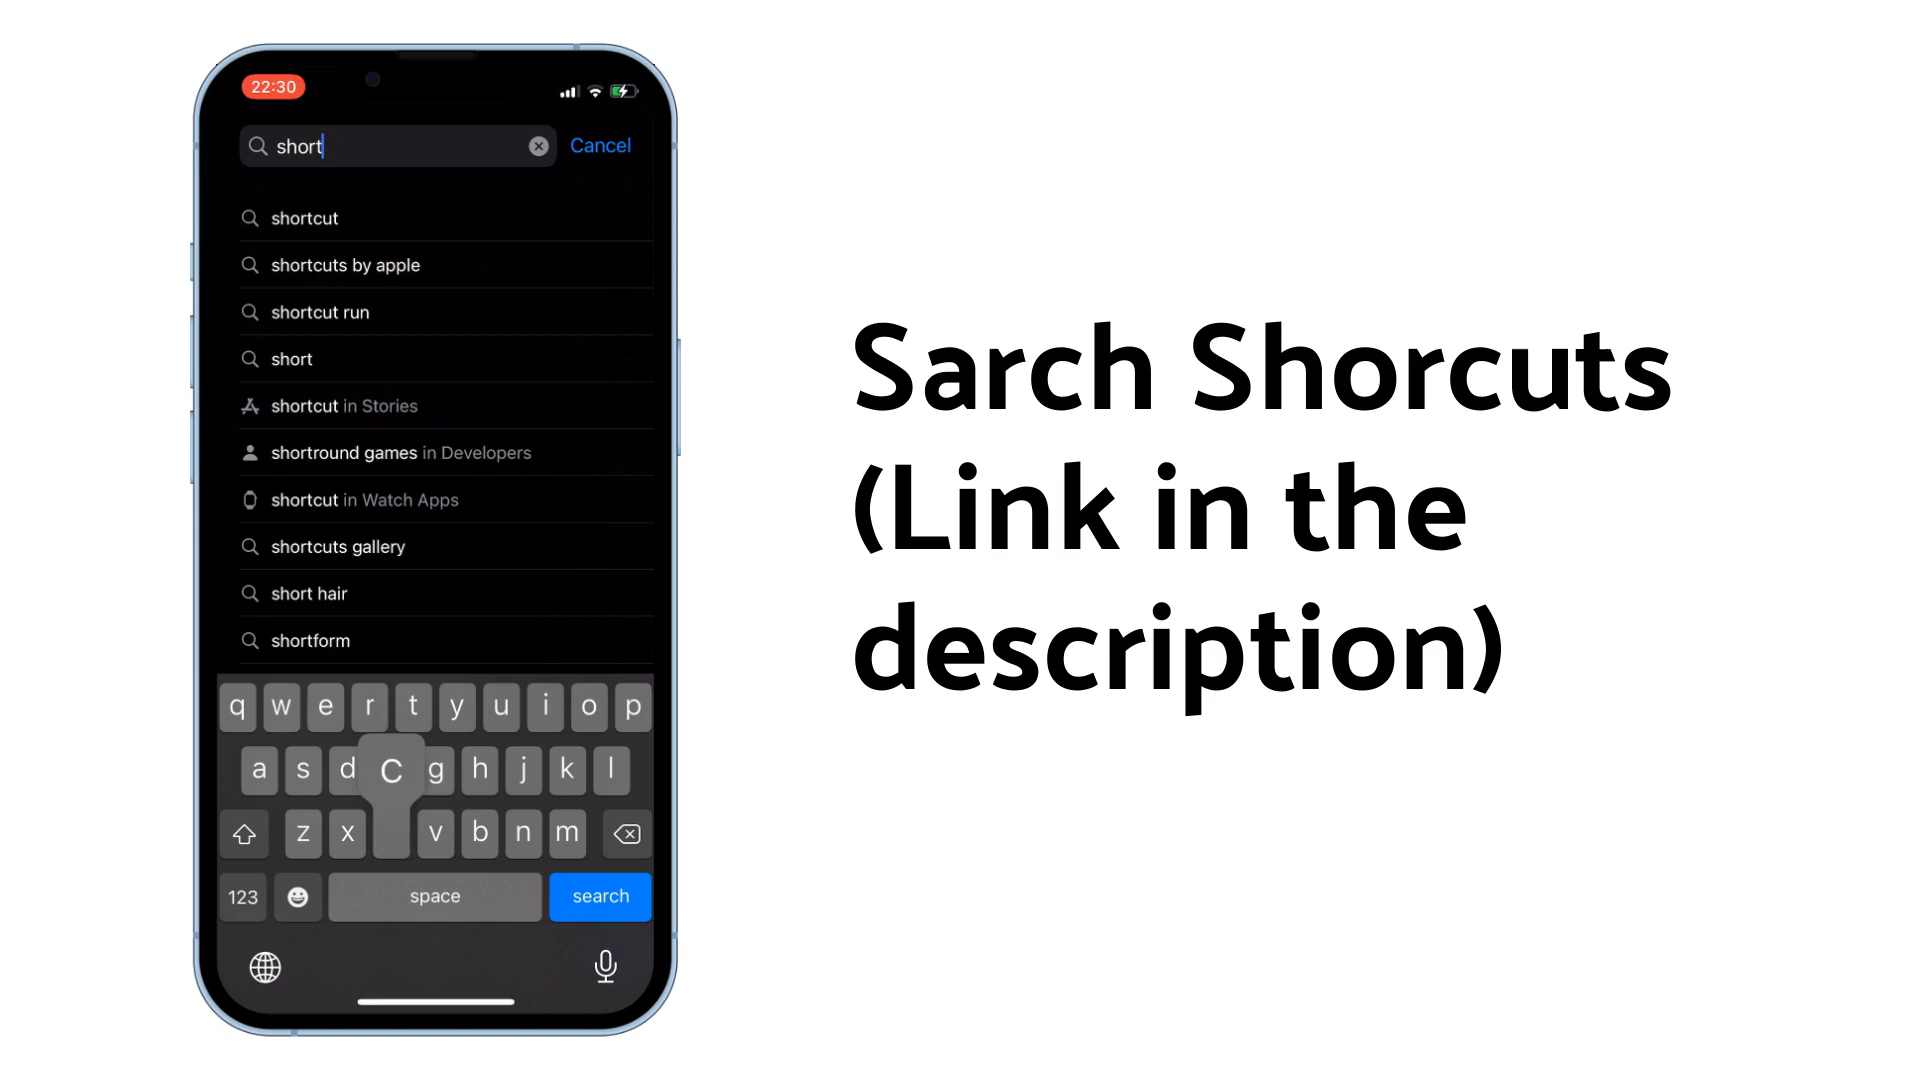 22:30
short
Cancel
shortcut
shortcuts by apple
shortcut run
short
shortcut in Stories
shortround games in Developers
shortcut in Watch Apps
shortcuts gallery
short hair
shortform
q w e r t y u i o p
a s d C g h j k l
z x v b n m
123 space search
Sarch Shorcuts
(Link in the
description)